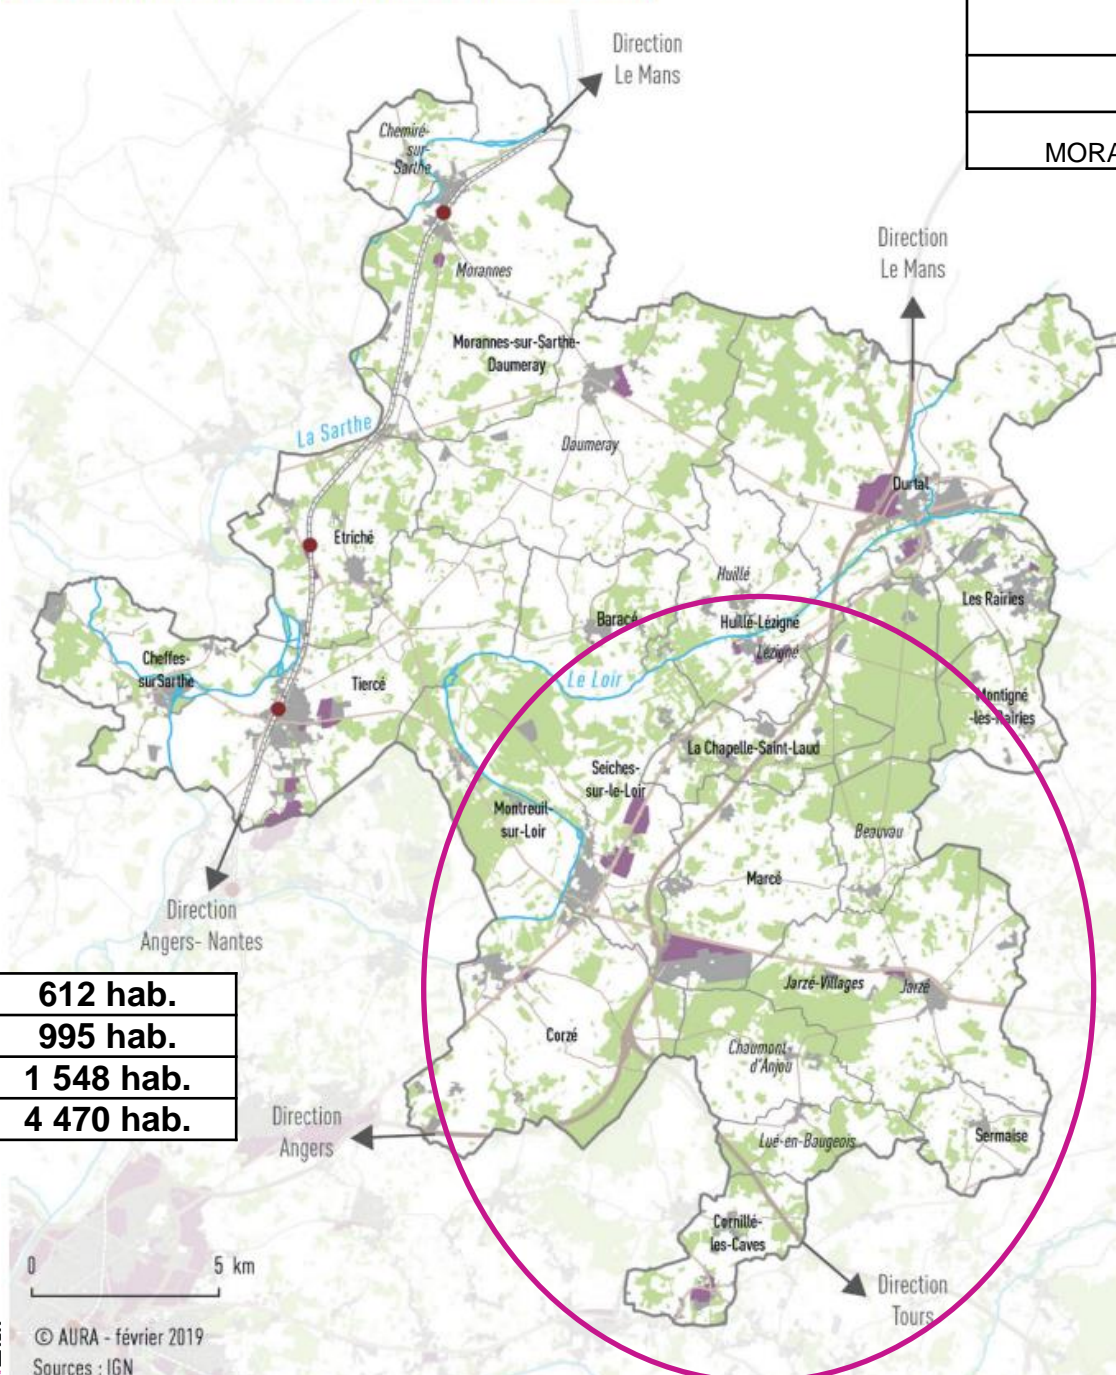 Direction
Le Mans
MORA
Chemiré-
sur-
Sarthe
Direction
Le Mans
Morannes
Morannes-sur-Sarthe-
Daumeray
La Sarthe
Daumeray
Durtal
Etriché
Huillé
Les Rairies
Baracé
Huillé-Lézigné
Lézigné
Cheffes-
sur Sarthe
Tiercé
Le Loir
Montigné
-lès-Rairies
La Chapelle-Saint-Laud
Seiches-
sur-le-Loir
Montreuil-
sur-Loir
Beauvau
Marcé
Direction
Angers- Nantes
612 hab.
995 hab.
1 548 hab.
4 470 hab.
Jarzé-Villages
Jarzé
Corzé
Chaumont-
d'Anjou
Direction
Angers
Lué-en-Baugeois
Sermaise
Cornillé-
les-Caves
0 5 km
Direction
Tours
© AURA - février 2019
Sources : IGN